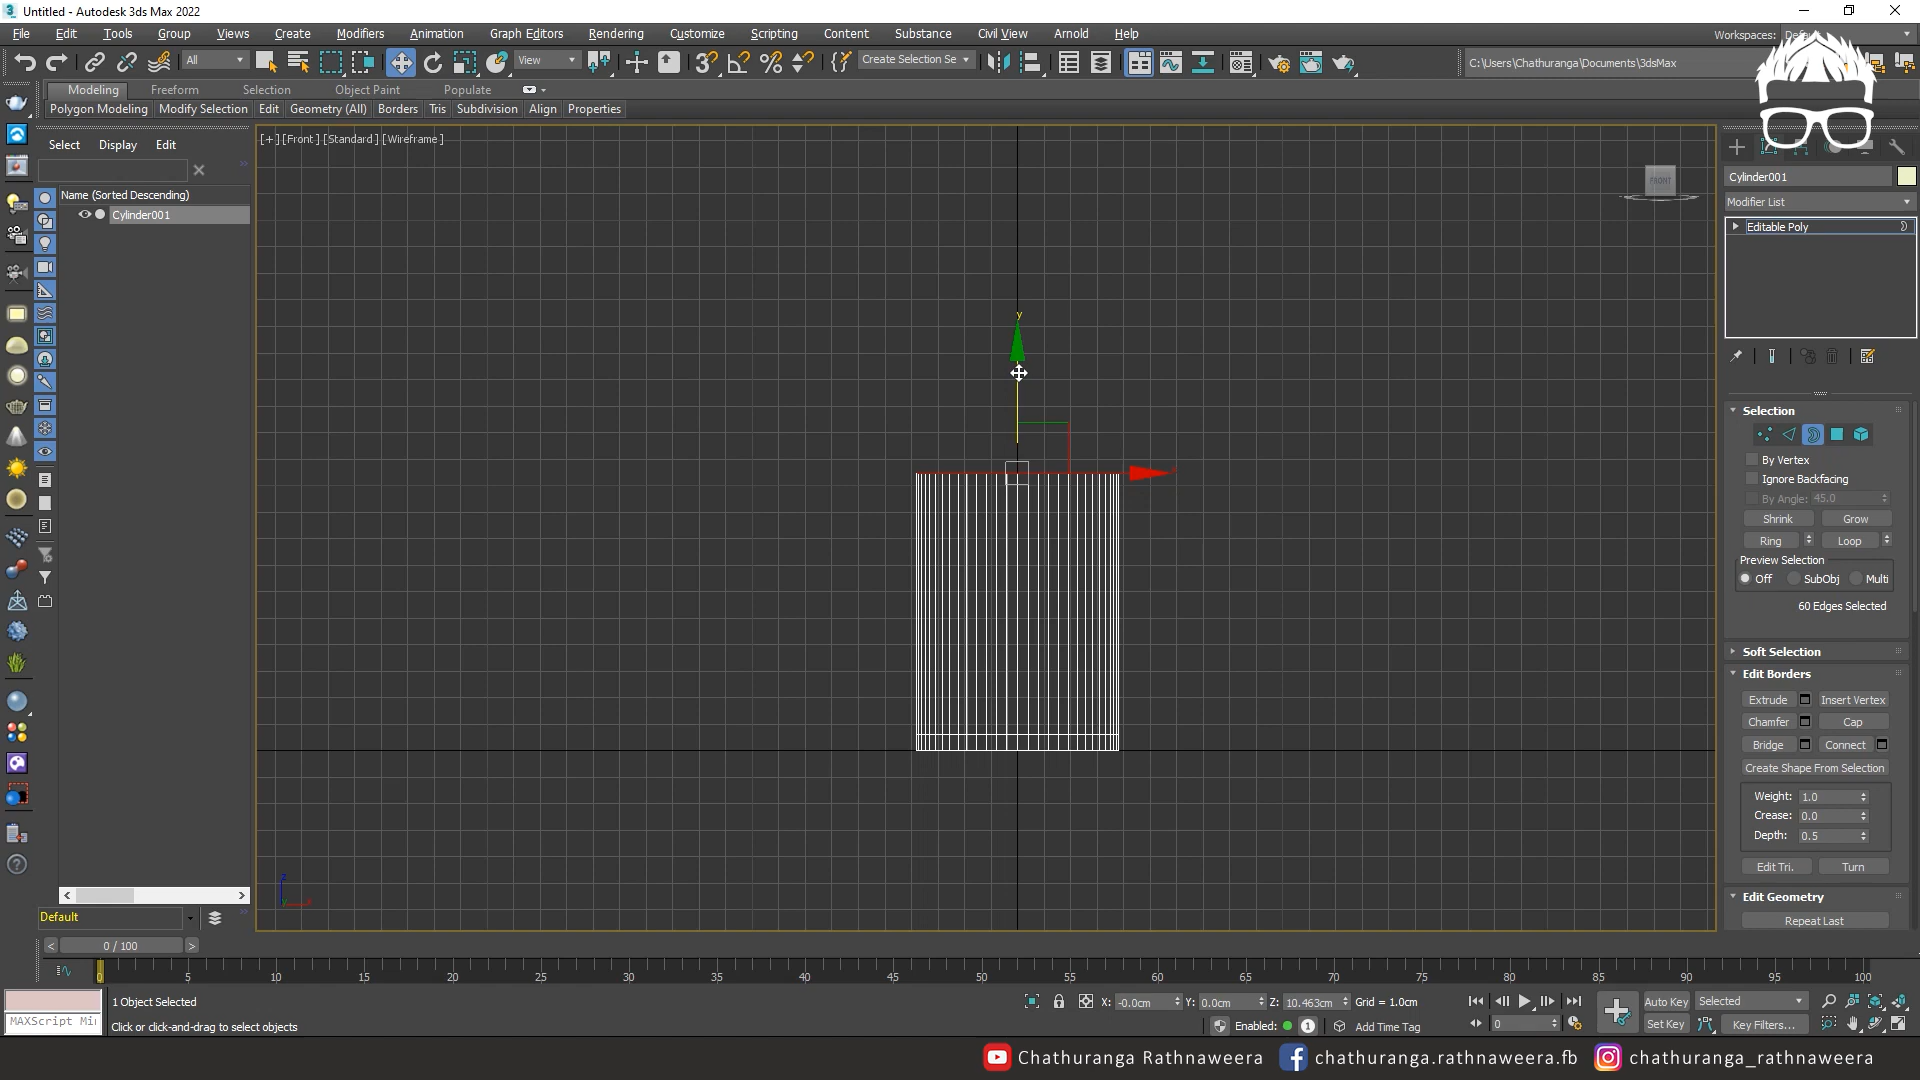 Untitled - Autodesk 3ds Max 2022
File Edit Tools Group Views Create Modifiers Animation Graph Editors Rendering Customize Scripting Content Substance Civil View Arnold Help
Workspaces:
All View Create Selection Se C:\Users\Chathuranga\Documents\3dsMax
Modeling Freeform Selection Object Paint Populate
Polygon Modeling Modify Selection Edit Geometry (All) Borders Tris Subdivision Align Properties
Select Display Edit
[+] [Front] [Standard] [Wireframe]
Name (Sorted Descending)
Cylinder001
FRONT
y
z
Cylinder001
Modifier List
Editable Poly
Selection
By Vertex
Ignore Backfacing
By Angle: 45.0
Shrink Grow
Ring Loop
Preview Selection
Off SubObj Multi
60 Edges Selected
Soft Selection
Edit Borders
Extrude Insert Vertex
Chamfer Cap
Bridge Connect
Create Shape From Selection
Weight: 1.0
Crease: 0.0
Depth: 0.5
Edit Tri. Turn
Edit Geometry
Repeat Last
Default
0 / 100
0 5 10 15 20 25 30 35 40 45 50 55 60 65 70 75 80 85 90 95 100
1 Object Selected X: -0.0cm Y: 0.0cm Z: 10.463cm Grid = 1.0cm Auto Key Selected
MAXScript Mi Click or click-and-drag to select objects Enabled: 1 Add Time Tag 0 Set Key Key Filters...
Chathuranga Rathnaweera chathuranga.rathnaweera.fb chathuranga_rathnaweera